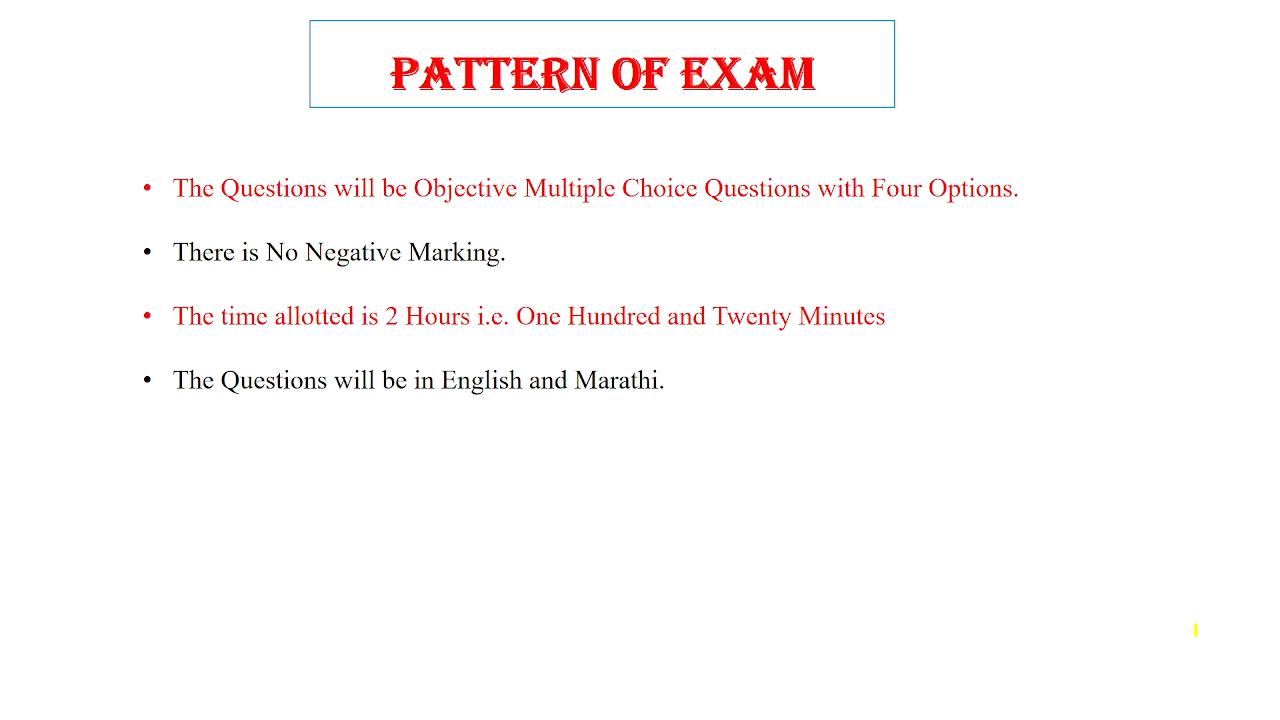 PATTERN OF EXAM
• The Questions will be Objective Multiple Choice Questions with Four Options.
• There is No Negative Marking.
• The time allotted is 2 Hours i.e. One Hundred and Twenty Minutes
• The Questions will be in English and Marathi.